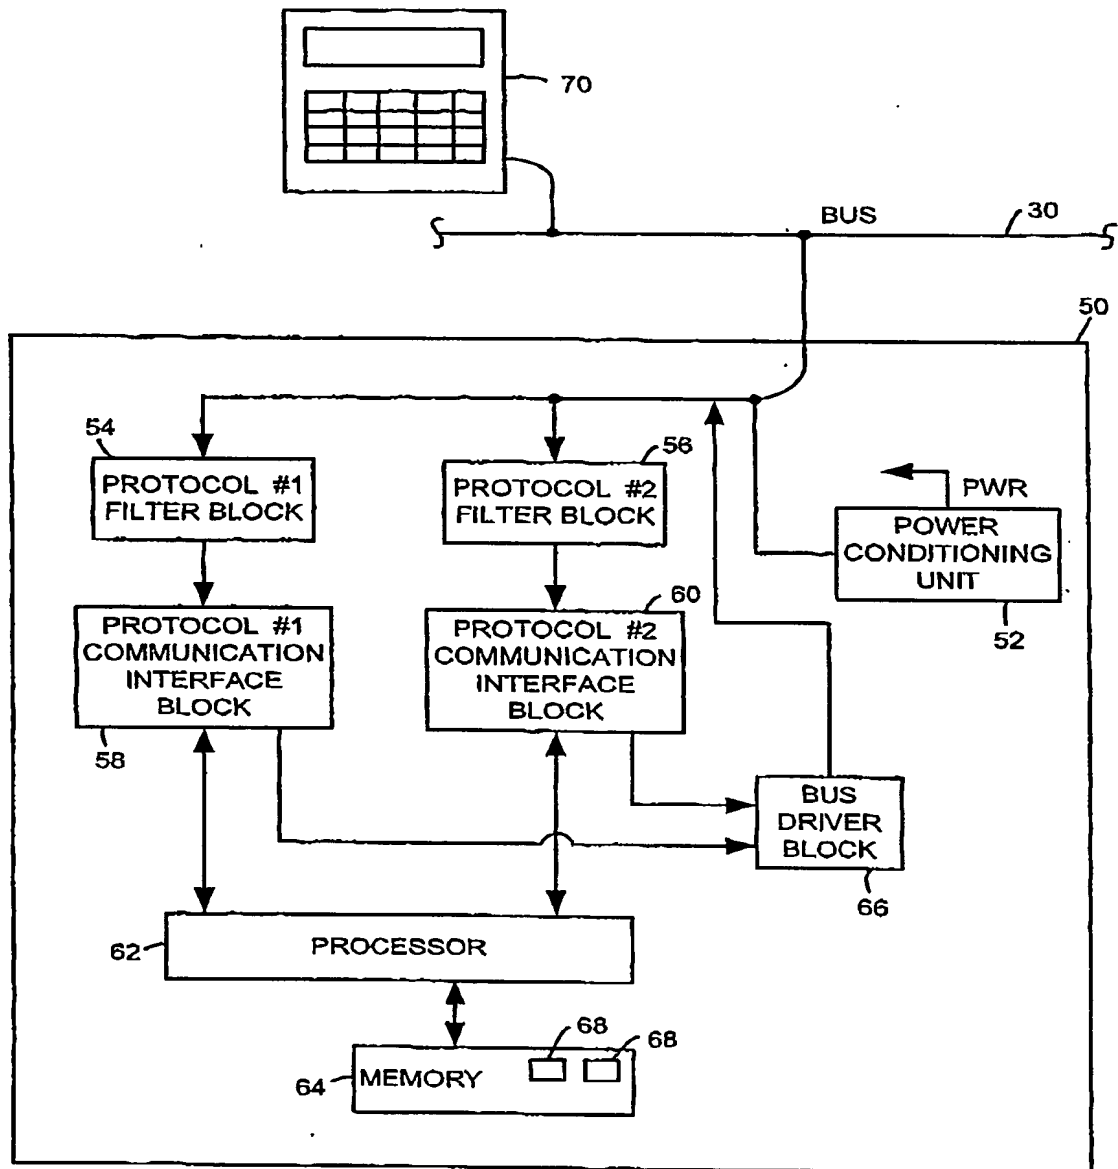 70
BUS
30
50
54
PROTOCOL #1
FILTER BLOCK
56
PROTOCOL #2
FILTER BLOCK
PWR
POWER
CONDITIONING
UNIT
52
PROTOCOL #1
COMMUNICATION
INTERFACE
BLOCK
58
60
PROTOCOL #2
COMMUNICATION
INTERFACE
BLOCK
BUS
DRIVER
BLOCK
66
62
PROCESSOR
68
68
64
MEMORY